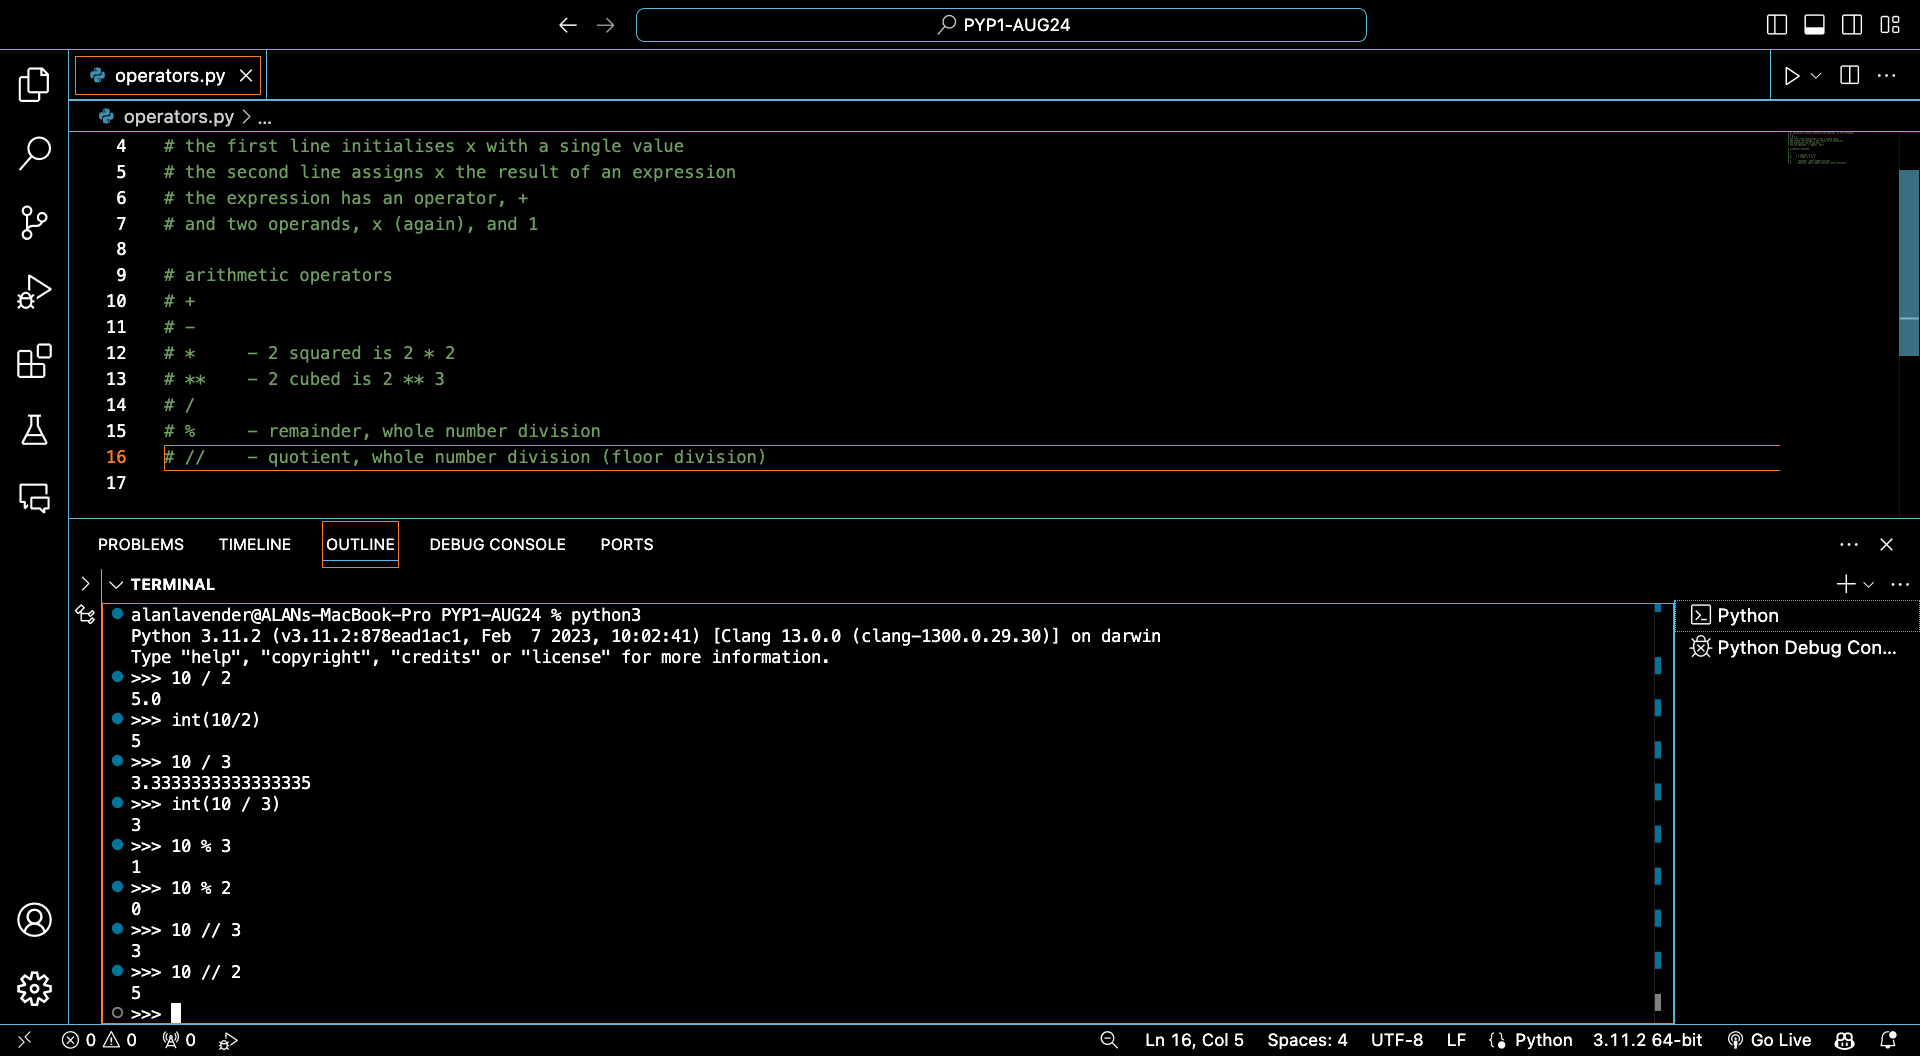 PYP1-AUG24
operators.py
operators.py > ...
4 # the first line initialises x with a single value
5 # the second line assigns x the result of an expression
6 # the expression has an operator, +
7 # and two operands, x (again), and 1
8
9 # arithmetic operators
10 # +
11 # -
12 # *     - 2 squared is 2 * 2
13 # **    - 2 cubed is 2 ** 3
14 # /
15 # %     - remainder, whole number division
16 # //    - quotient, whole number division (floor division)
17
PROBLEMS TIMELINE OUTLINE DEBUG CONSOLE PORTS
TERMINAL
alanlavender@ALANs-MacBook-Pro PYP1-AUG24 % python3
Python 3.11.2 (v3.11.2:878ead1ac1, Feb  7 2023, 10:02:41) [Clang 13.0.0 (clang-1300.0.29.30)] on darwin
Type "help", "copyright", "credits" or "license" for more information.
>>> 10 / 2
5.0
>>> int(10/2)
5
>>> 10 / 3
3.3333333333333335
>>> int(10 / 3)
3
>>> 10 % 3
1
>>> 10 % 2
0
>>> 10 // 3
3
>>> 10 // 2
5
>>>
Python
Python Debug Con...
0 0 0 Ln 16, Col 5 Spaces: 4 UTF-8 LF Python 3.11.2 64-bit Go Live